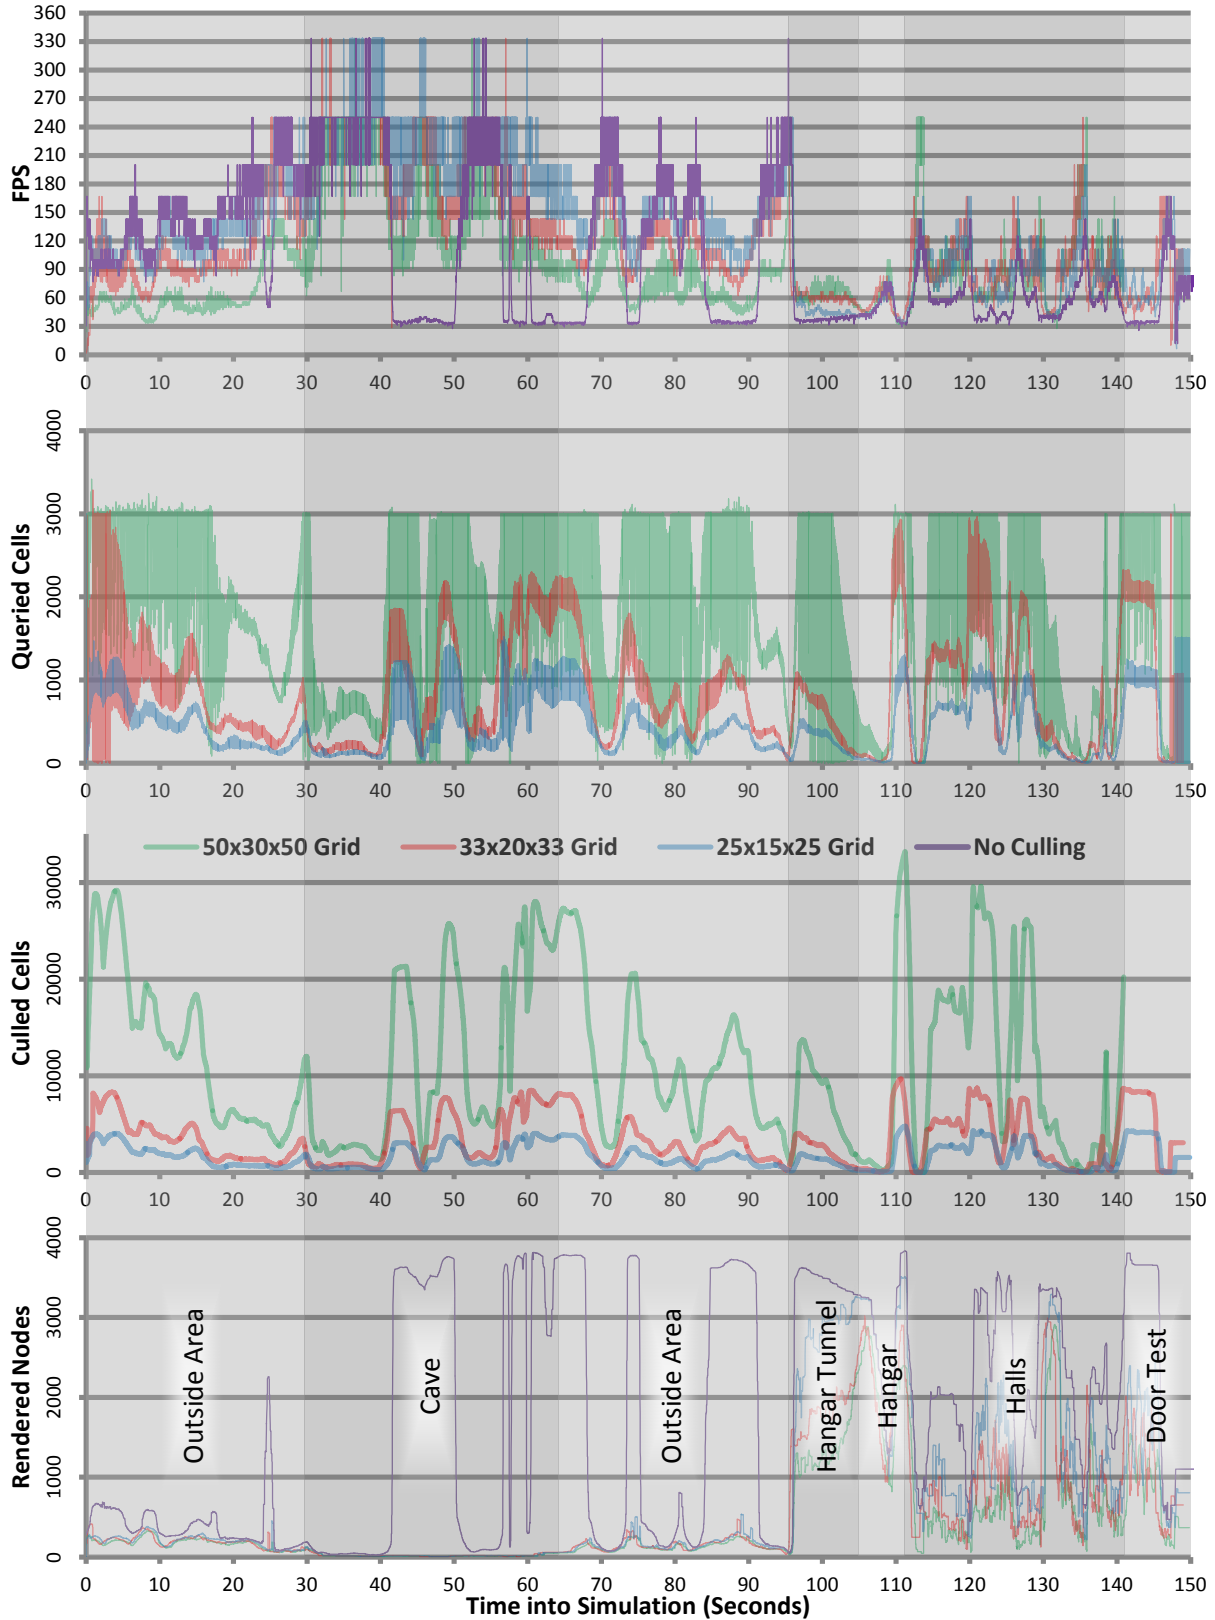 360
330
300
270
240
210
180
150
120
90
60
30
0
FPS
0 10 20 30 40 50 60 70 80 90 100 110 120 130 140 150
4000
3000
2000
1000
0
Queried Cells
0 10 20 30 40 50 60 70 80 90 100 110 120 130 140 150
50x30x50 Grid 33x20x33 Grid 25x15x25 Grid No Culling
30000
20000
10000
0
Culled Cells
0 10 20 30 40 50 60 70 80 90 100 110 120 130 140 150
4000
3000
2000
1000
0
Rendered Nodes
Outside Area
Cave
Outside Area
Hangar Tunnel
Hangar
Halls
Door Test
0 10 20 30 40 50 60 70 80 90 100 110 120 130 140 150
Time into Simulation (Seconds)